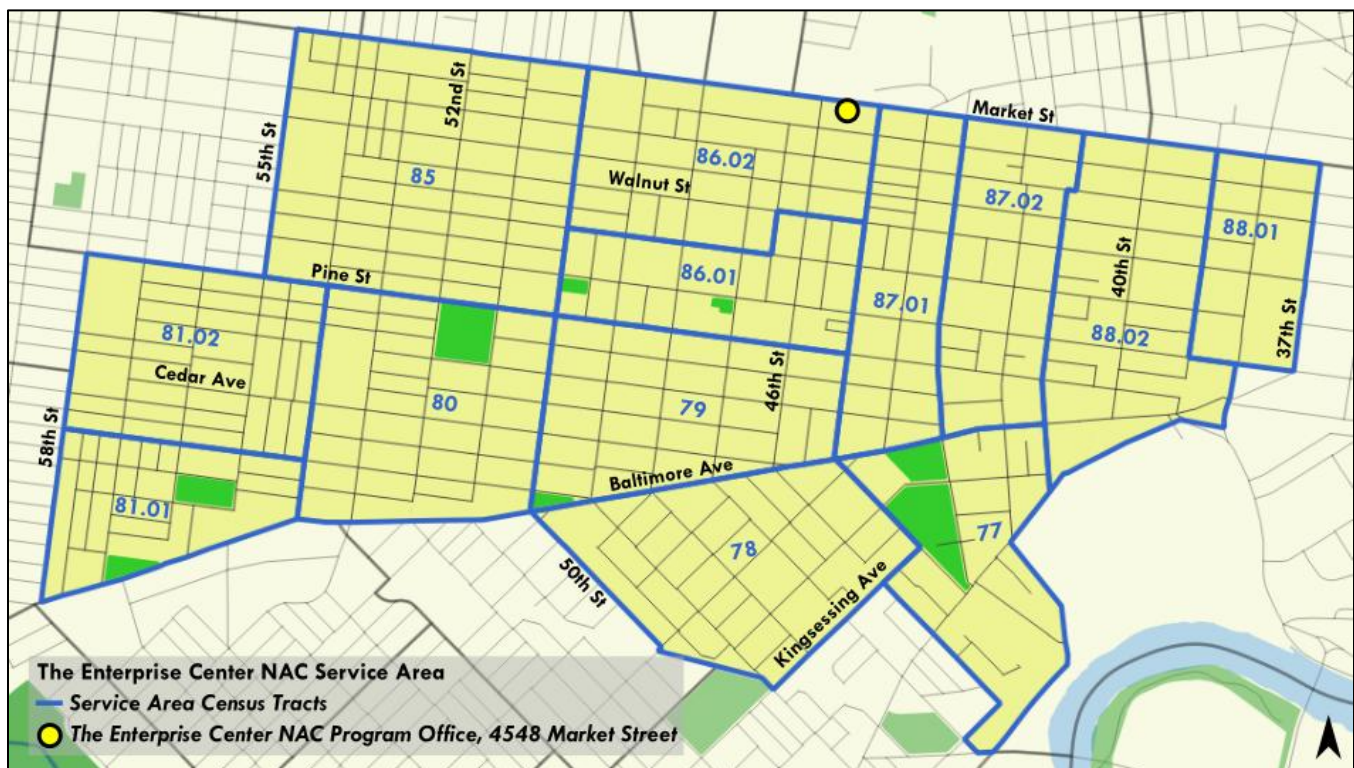 Market St
52nd St
55th St
86.02
85
Walnut St
87.02
88.01
40th St
86.01
Pine St
87.01
37th St
81.02
88.02
Cedar Ave
46th St
80
79
58th St
Baltimore Ave
81.01
77
78
50th St
Kingsessing Ave
The Enterprise Center NAC Service Area
Service Area Census Tracts
The Enterprise Center NAC Program Office, 4548 Market Street